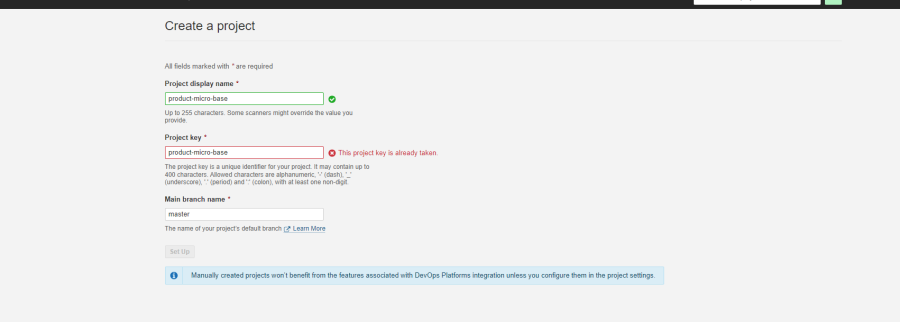 Create a project
All fields marked with * are required
Project display name *
product-micro-base
Up to 255 characters. Some scanners might override the value you
provide.
Project key *
product-micro-base
This project key is already taken.
The project key is a unique identifier for your project. It may contain up to
400 characters. Allowed characters are alphanumeric, '-' (dash), '_'
(underscore), '.' (period) and ':' (colon), with at least one non-digit.
Main branch name *
master
The name of your project's default branch Learn More
Set Up
Manually created projects won't benefit from the features associated with DevOps Platforms integration unless you configure them in the project settings.